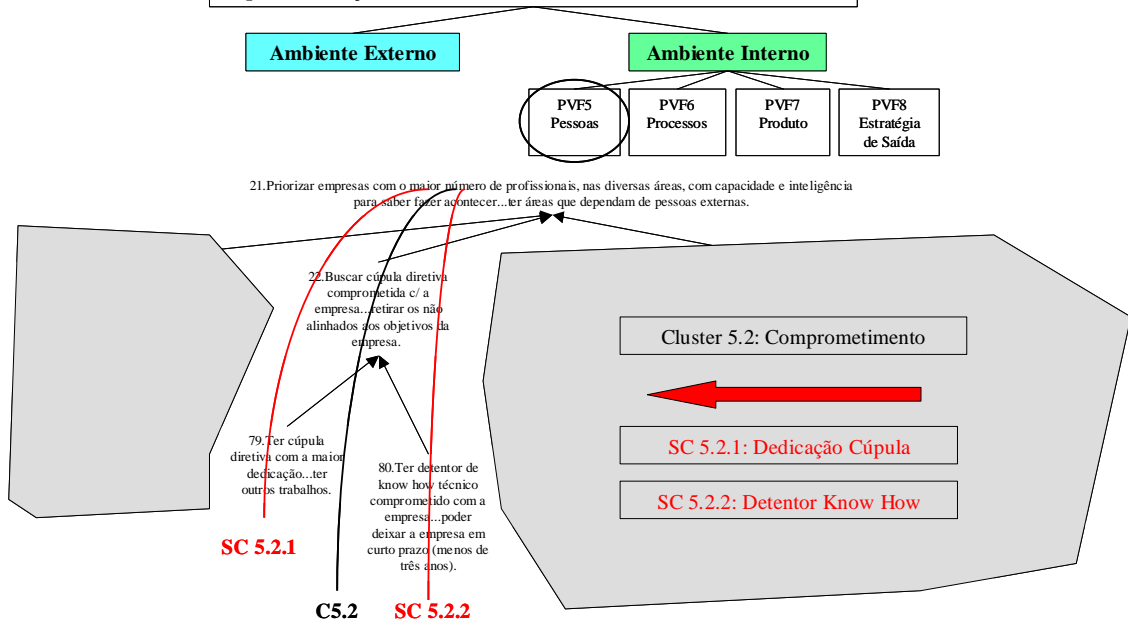 Ambiente Externo
Ambiente Interno
PVF5
Pessoas
PVF6
Processos
PVF7
Produto
PVF8
Estratégia
de Saída
21.Priorizar empresas com o maior número de profissionais, nas diversas áreas, com capacidade e inteligência
para saber fazer acontecer...ter áreas que dependam de pessoas externas.
22.Buscar cúpula diretiva
comprometida c/ a
empresa...retirar os não
alinhados aos objetivos da
empresa.
79.Ter cúpula
diretiva com a maior
dedicação...ter
outros trabalhos.
80.Ter detentor de
know how técnico
comprometido com a
empresa...poder
deixar a empresa em
curto prazo (menos de
três anos).
SC 5.2.1
C5.2
SC 5.2.2
Cluster 5.2: Comprometimento
SC 5.2.1: Dedicação Cúpula
SC 5.2.2: Detentor Know How